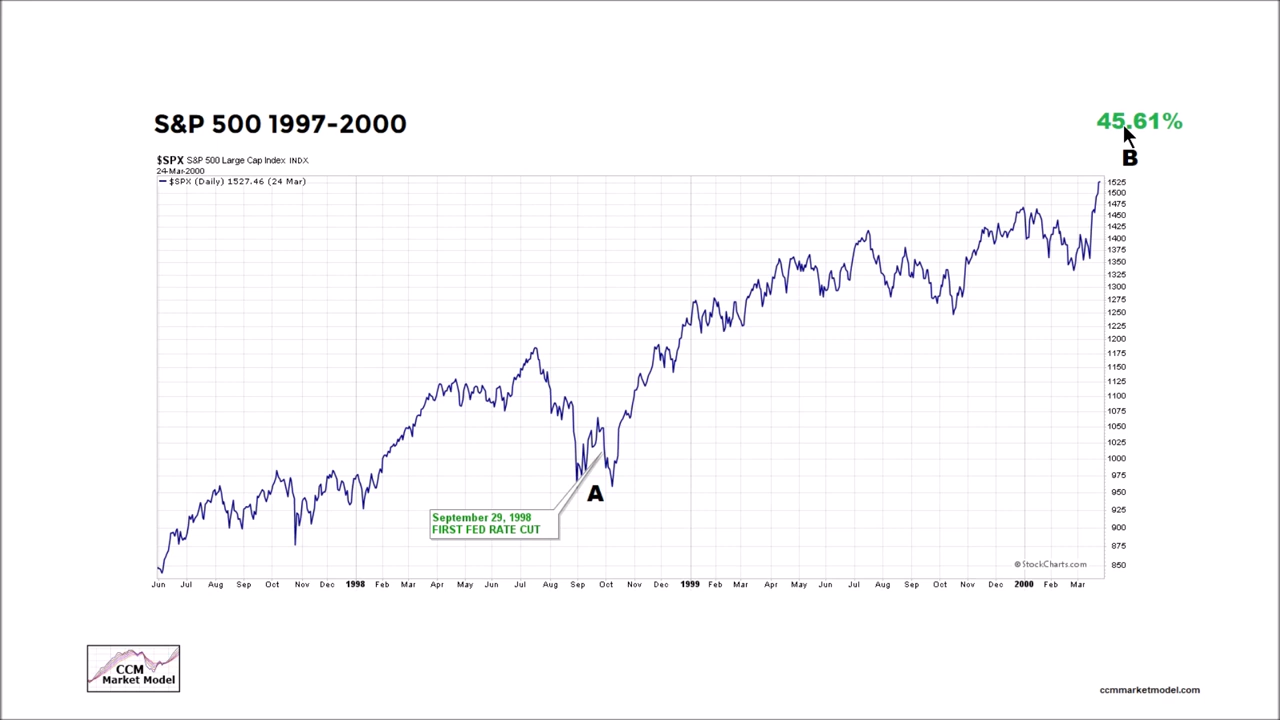 S&P 500 1997-2000
45.61%
B
$SPX S&P 500 Large Cap Index INDX
24-Mar-2000
$SPX (Daily) 1527.46 (24 Mar)
1525
1500
1475
1450
1425
1400
1375
1350
1325
1300
1275
1250
1225
1200
1175
1150
1125
1100
1075
1050
1025
1000
975
950
925
900
875
850
A
September 29, 1998
FIRST FED RATE CUT
©StockCharts.com
Jun Jul Aug Sep Oct Nov Dec 1998 Feb Mar Apr May Jun Jul Aug Sep Oct Nov Dec 1999 Feb Mar Apr May Jun Jul Aug Sep Oct Nov Dec 2000 Feb Mar
CCM
Market Model
ccmmarketmodel.com